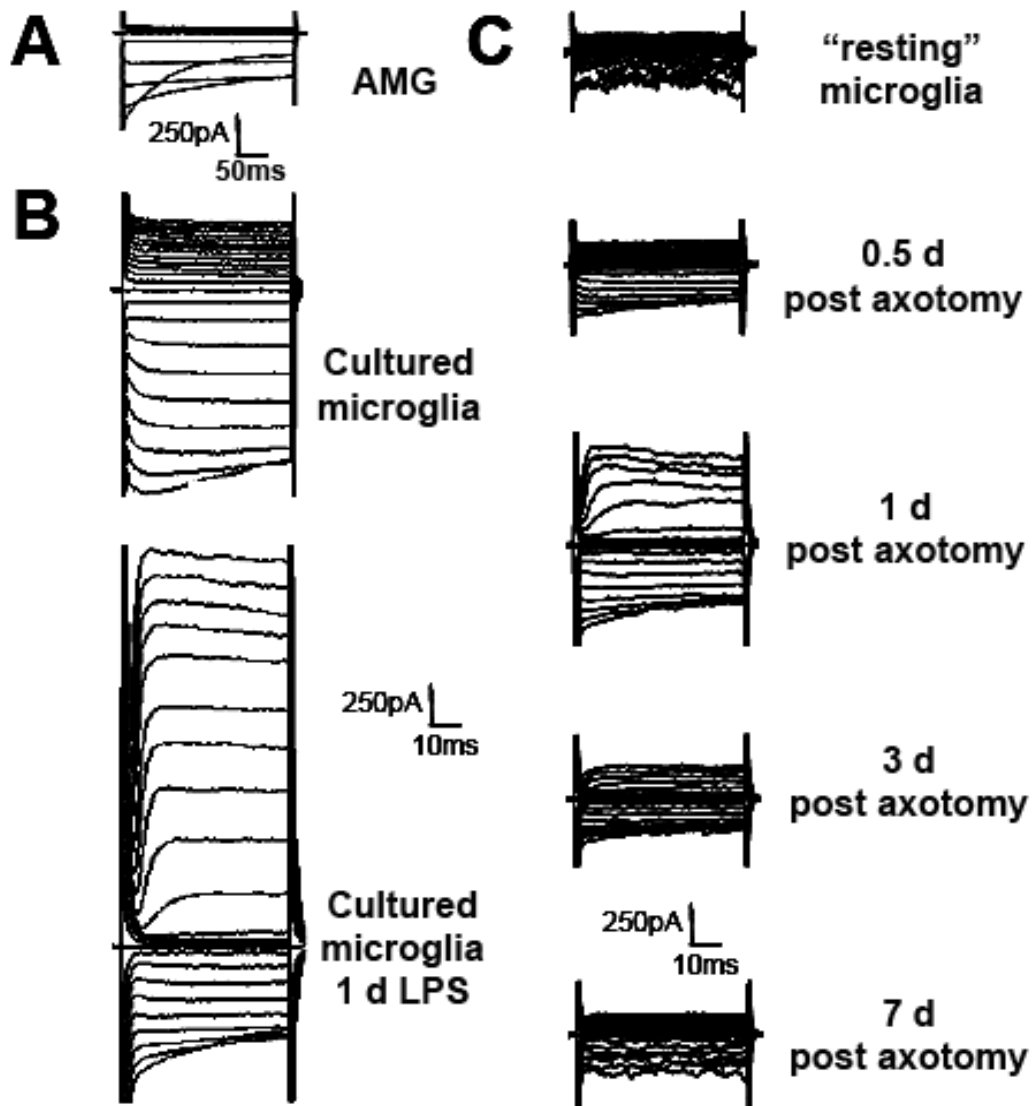 A
AMG
250pA
50ms
B
Cultured
microglia
250pA
10ms
Cultured
microglia
1 d LPS
C
“resting”
microglia
0.5 d
post axotomy
1 d
post axotomy
3 d
post axotomy
250pA
10ms
7 d
post axotomy